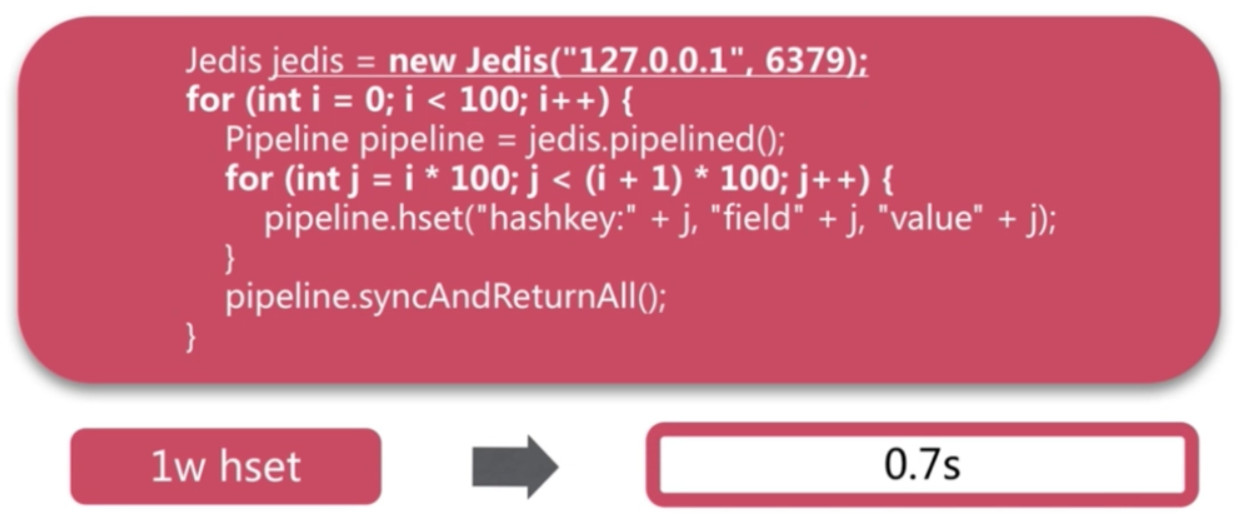 Jedis jedis = new Jedis("127.0.0.1", 6379);
for (int i = 0; i < 100; i++) {
Pipeline pipeline = jedis.pipelined();
for (int j = i * 100; j < (i + 1) * 100; j++) {
pipeline.hset("hashkey:" + j, "field" + j, "value" + j);
}
pipeline.syncAndReturnAll();
}
1w hset
0.7s